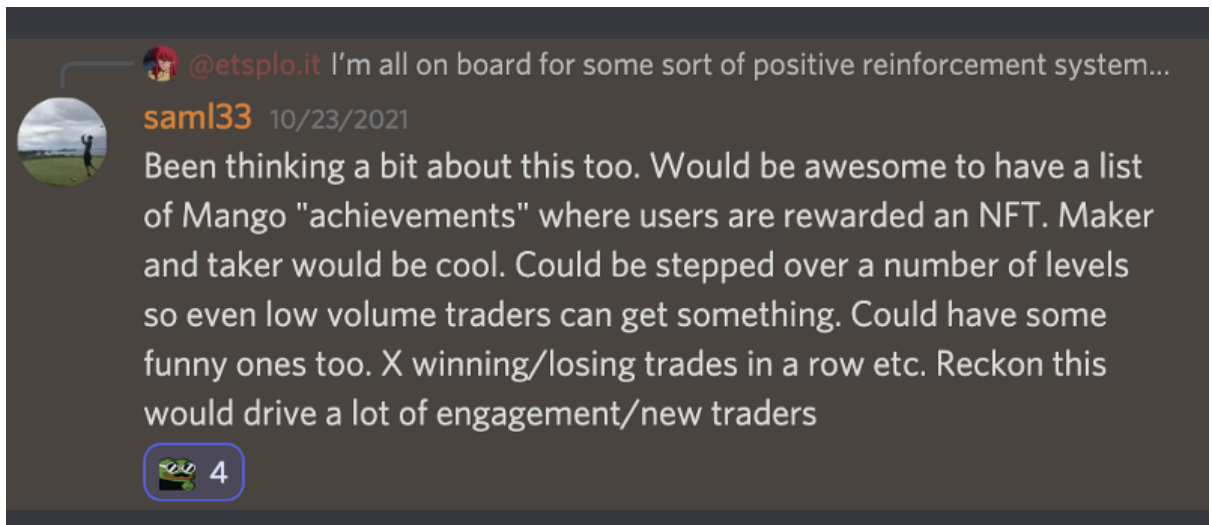 @etsplo.it I'm all on board for some sort of positive reinforcement system...
saml33 10/23/2021
Been thinking a bit about this too. Would be awesome to have a list
of Mango "achievements" where users are rewarded an NFT. Maker
and taker would be cool. Could be stepped over a number of levels
so even low volume traders can get something. Could have some
funny ones too. X winning/losing trades in a row etc. Reckon this
would drive a lot of engagement/new traders
4